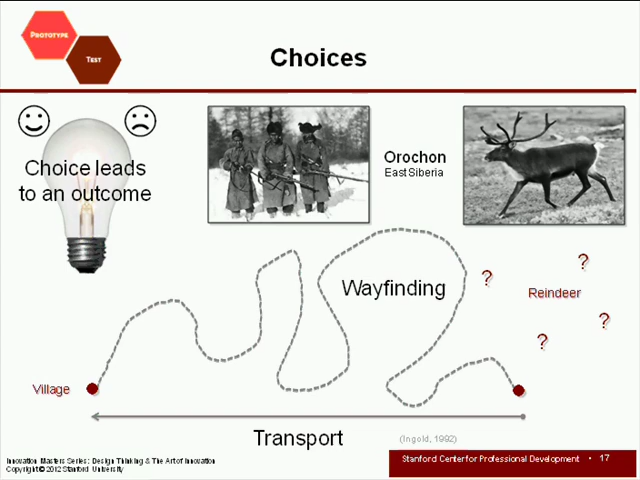 PROTOTYPE
TEST
Choices
Choice leads
to an outcome
Orochon
East Siberia
Wayfinding
?
?
Reindeer
?
?
Village
Transport
(Ingold, 1992)
Innovation Masters Series: Design Thinking & The Art of Innovation
Copyright © 2012 Stanford University
Stanford Center for Professional Development • 17